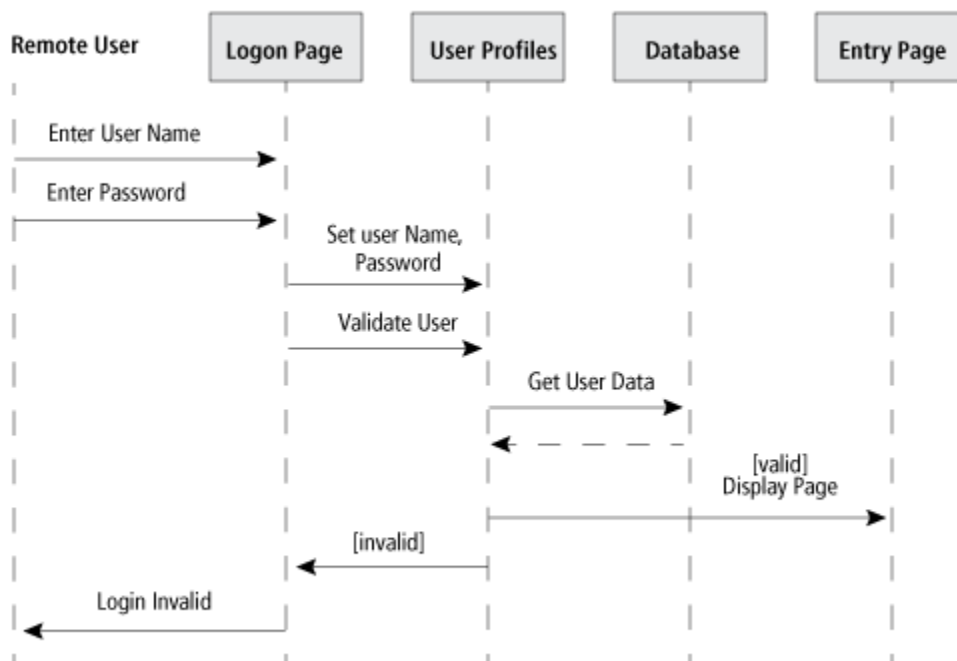 Remote User
Logon Page
User Profiles
Database
Entry Page
Enter User Name
Enter Password
Set user Name,
Password
Validate User
Get User Data
[valid]
Display Page
[invalid]
Login Invalid